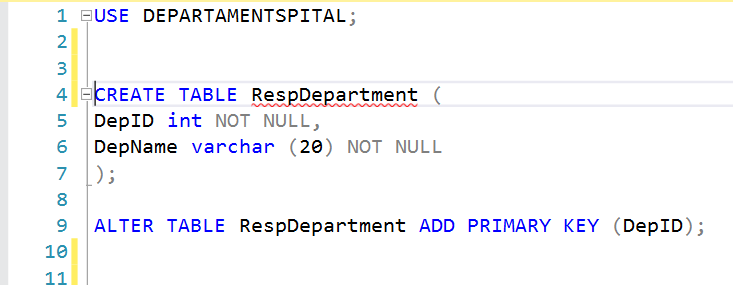 1 USE DEPARTAMENTSPITAL;
2
3
4 CREATE TABLE RespDepartment (
5 DepID int NOT NULL,
6 DepName varchar (20) NOT NULL
7 );
8
9 ALTER TABLE RespDepartment ADD PRIMARY KEY (DepID);
10
11